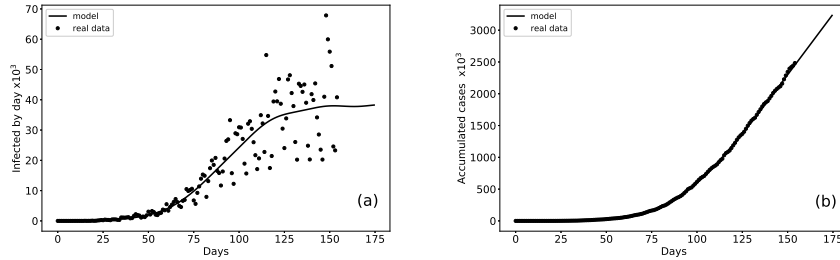 70
60
50
40
30
20
10
0
Infected by day x10³
model
real data
(a)
0 25 50 75 100 125 150 175
Days
3000
2500
2000
1500
1000
500
0
Accumulated cases x10³
model
real data
(b)
0 25 50 75 100 125 150 175
Days